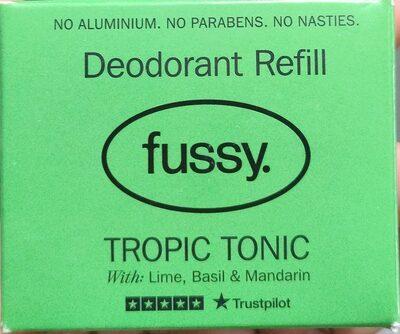 NO ALUMINIUM. NO PARABENS. NO NASTIES.
Deodorant Refill
fussy.
TROPIC TONIC
With: Lime, Basil & Mandarin
Trustpilot